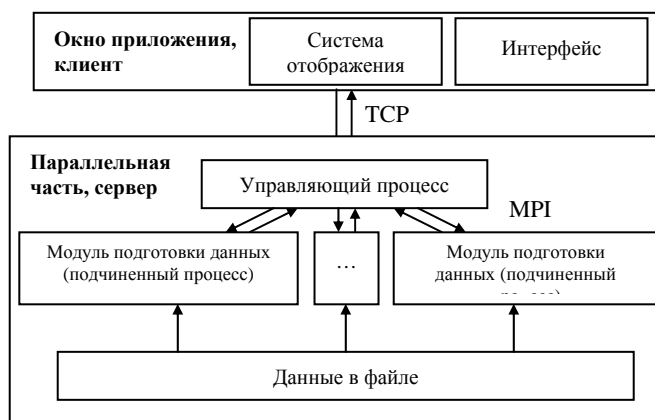 Окно приложения,
клиент
Система
отображения
Интерфейс
TCP
Параллельная
часть, сервер
Управляющий процесс
MPI
Модуль подготовки данных
(подчиненный процесс)
…
Модуль подготовки
данных (подчиненный
Данные в файле